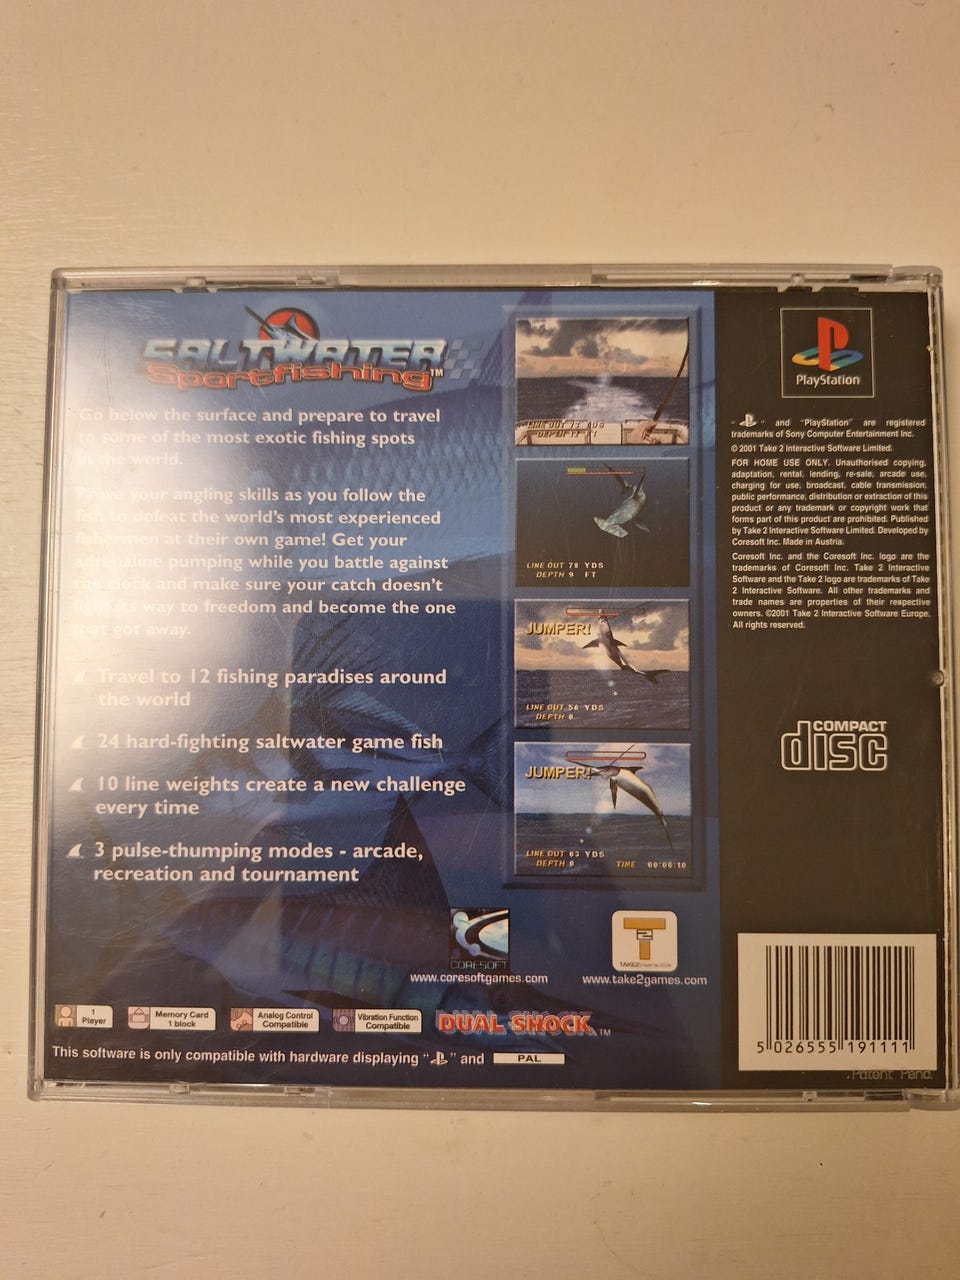 SALTWATER
Sportfishing™
Go below the surface and prepare to travel
to some of the most exotic fishing spots
in the world.
Prove your angling skills as you follow the
fish to defeat the world's most experienced
fishermen at their own game! Get your
adrenaline pumping while you battle against
the clock and make sure your catch doesn't
fight its way to freedom and become the one
that got away.
Travel to 12 fishing paradises around
the world
24 hard-fighting saltwater game fish
10 line weights create a new challenge
every time
3 pulse-thumping modes - arcade,
recreation and tournament
LINE OUT 75 YDS
DEPTH 12 FT
LINE OUT 78 YDS
DEPTH 9 FT
JUMPER!
LINE OUT 56 YDS
DEPTH 0
JUMPER!
LINE OUT 63 YDS
DEPTH 0 TIME 00:06:10
CORESOFT
www.coresoftgames.com
T2
TAKE2interactive
www.take2games.com
1
Player
Memory Card
1 block
Analog Control
Compatible
Vibration Function
Compatible
DUAL SHOCK™
This software is only compatible with hardware displaying " " and PAL
PlayStation
" " and "PlayStation" are registered
trademarks of Sony Computer Entertainment Inc.
© 2001 Take 2 Interactive Software Limited.
FOR HOME USE ONLY. Unauthorised copying,
adaptation, rental, lending, re-sale, arcade use,
charging for use, broadcast, cable transmission,
public performance, distribution or extraction of this
product or any trademark or copyright work that
forms part of this product are prohibited. Published
by Take 2 Interactive Software Limited. Developed by
Coresoft Inc. Made in Austria.
Coresoft Inc. and the Coresoft Inc. logo are the
trademarks of Coresoft Inc. Take 2 Interactive
Software and the Take 2 logo are trademarks of Take
2 Interactive Software. All other trademarks and
trade names are properties of their respective
owners. ©2001 Take 2 Interactive Software Europe.
All rights reserved.
COMPACT
disc
5 026555 191111
Patent Pend.